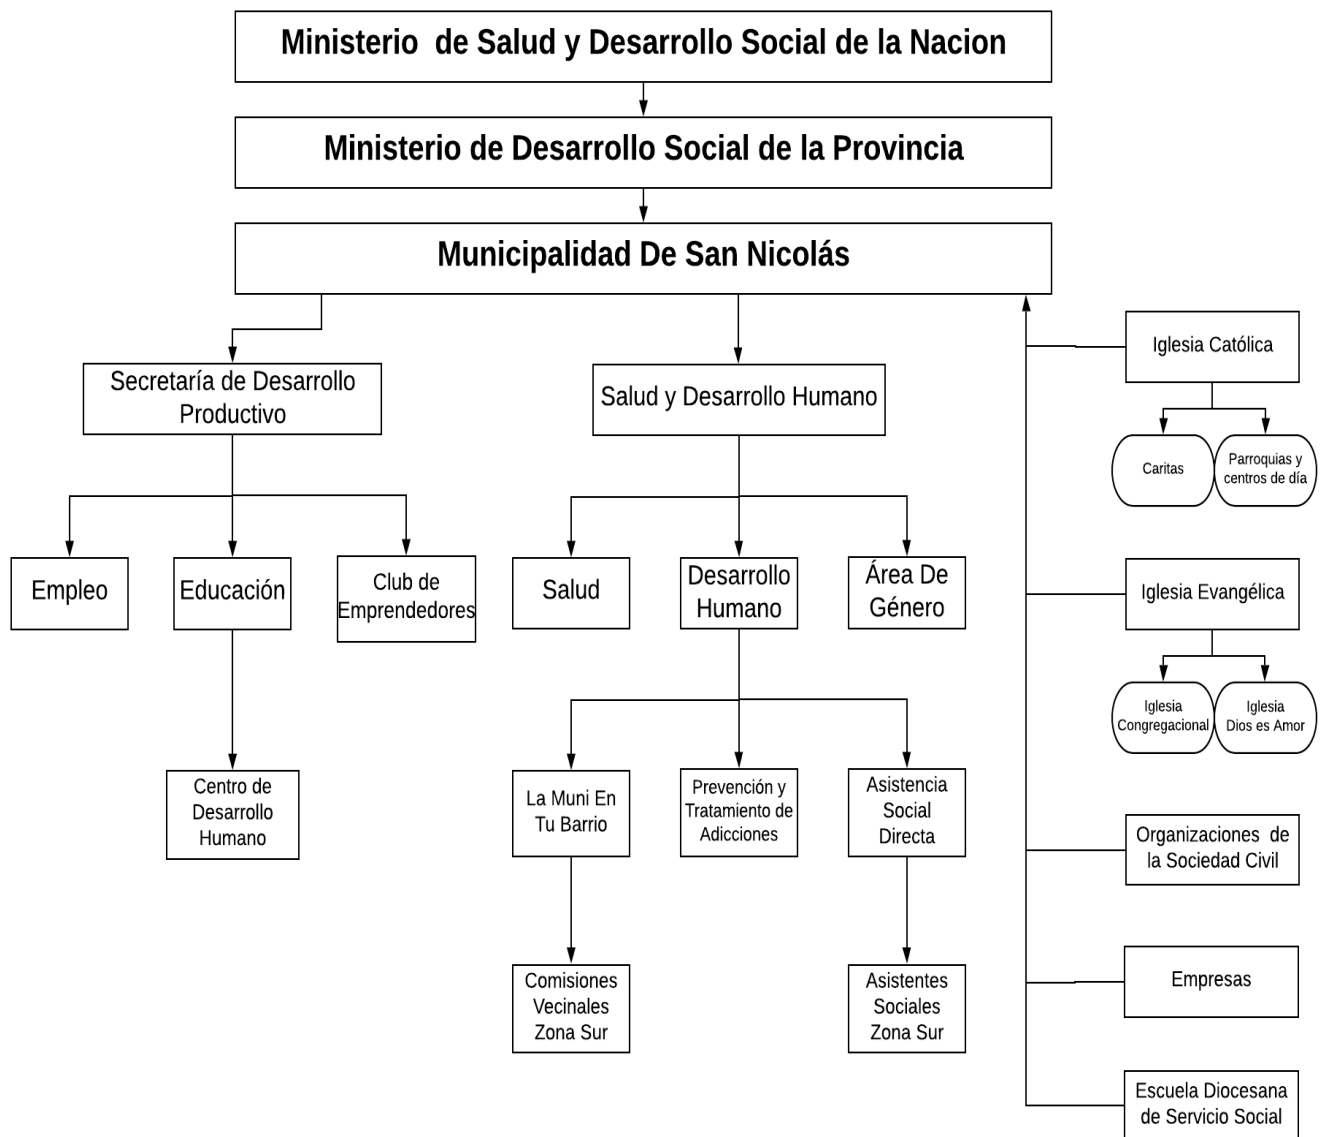 Ministerio  de Salud y Desarrollo Social de la Nacion
Ministerio de Desarrollo Social de la Provincia
Municipalidad De San Nicolás
Secretaría de Desarrollo
Productivo
Salud y Desarrollo Humano
Iglesia Católica
Caritas
Parroquias y
centros de día
Empleo
Educación
Club de
Emprendedores
Salud
Desarrollo
Humano
Área De
Género
Iglesia Evangélica
Iglesia
Congregacional
Iglesia
Dios es Amor
Centro de
Desarrollo
Humano
La Muni En
Tu Barrio
Prevención y
Tratamiento de
Adicciones
Asistencia
Social
Directa
Organizaciones  de
la Sociedad Civil
Comisiones
Vecinales
Zona Sur
Asistentes
Sociales
Zona Sur
Empresas
Escuela Diocesana
de Servicio Social